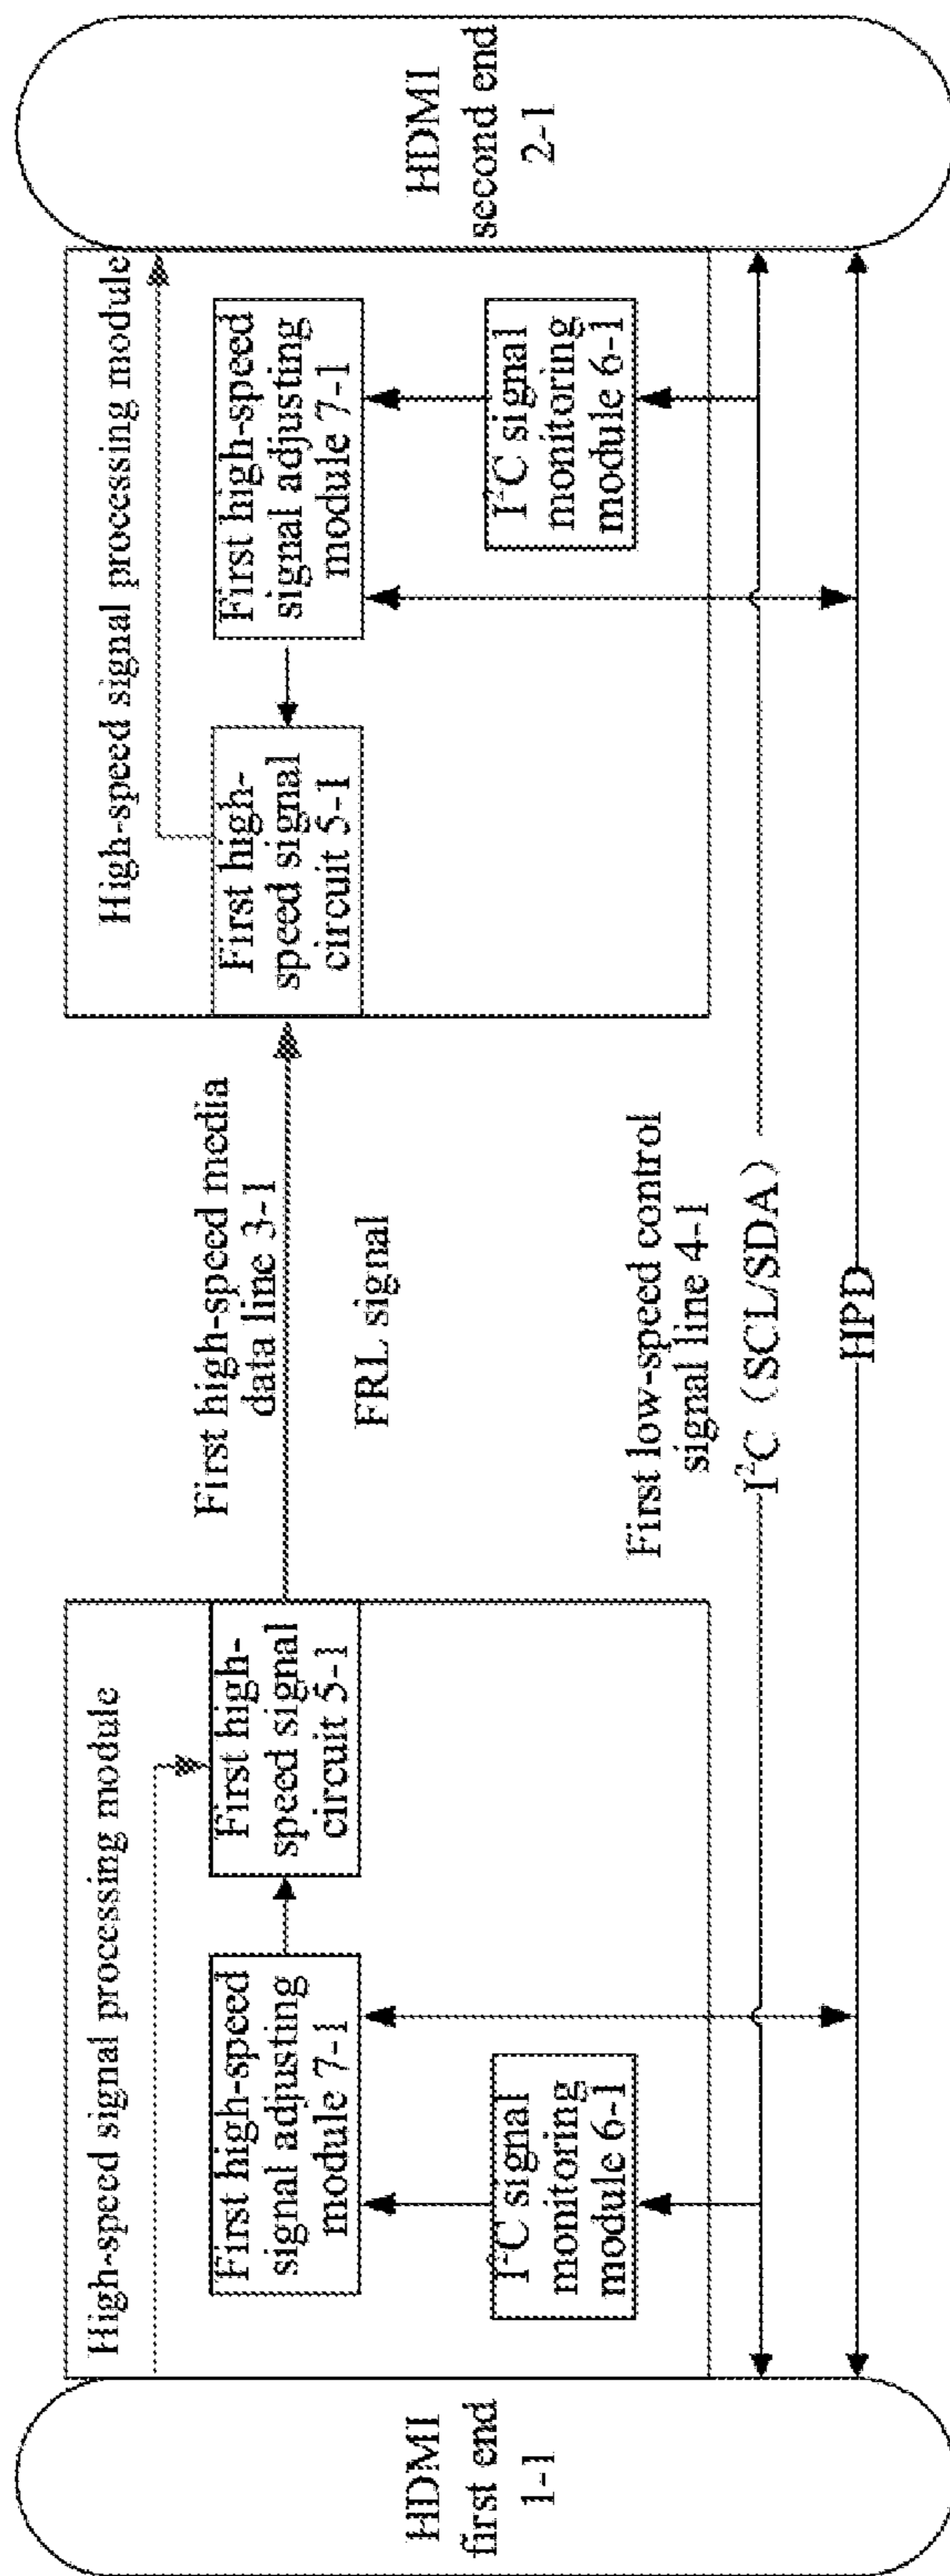 HDMI
first end
1-1
High-speed signal processing module
First high-speed
signal adjusting
module 7-1
I²C signal
monitoring
module 6-1
First high-
speed signal
circuit 5-1
First high-speed media
data line 3-1
FRL signal
First low-speed control
signal line 4-1
I²C (SCL/SDA)
HPD
High-speed signal processing module
First high-
speed signal
circuit 5-1
First high-speed
signal adjusting
module 7-1
I²C signal
monitoring
module 6-1
HDMI
second end
2-1